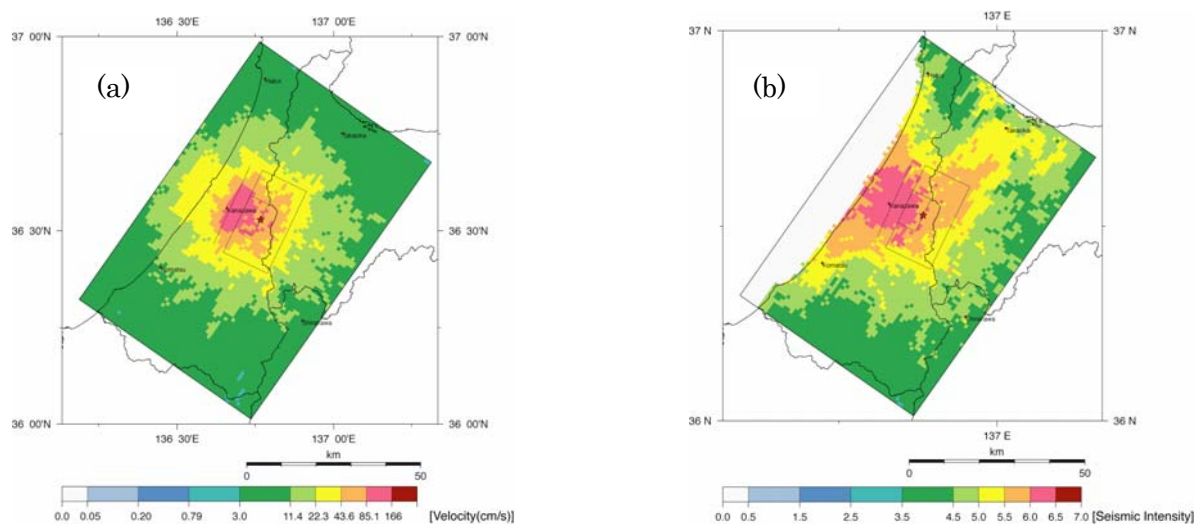 136 30'E 137 00'E
37 00'N 37 00'N
(a)
Kanazawa
36 30'N 36 30'N
Komatsu
36 00'N 36 00'N
136 30'E 137 00'E
km
0 50
0.0 0.05 0.20 0.79 3.0 11.4 22.3 43.6 85.1 166 [Velocity(cm/s)]
137 E
37 N 37 N
(b)
Kanazawa
Komatsu
36 N 36 N
137 E
km
0 50
0.0 0.5 1.5 2.5 3.5 4.5 5.0 5.5 6.0 6.5 7.0 [Seismic Intensity]